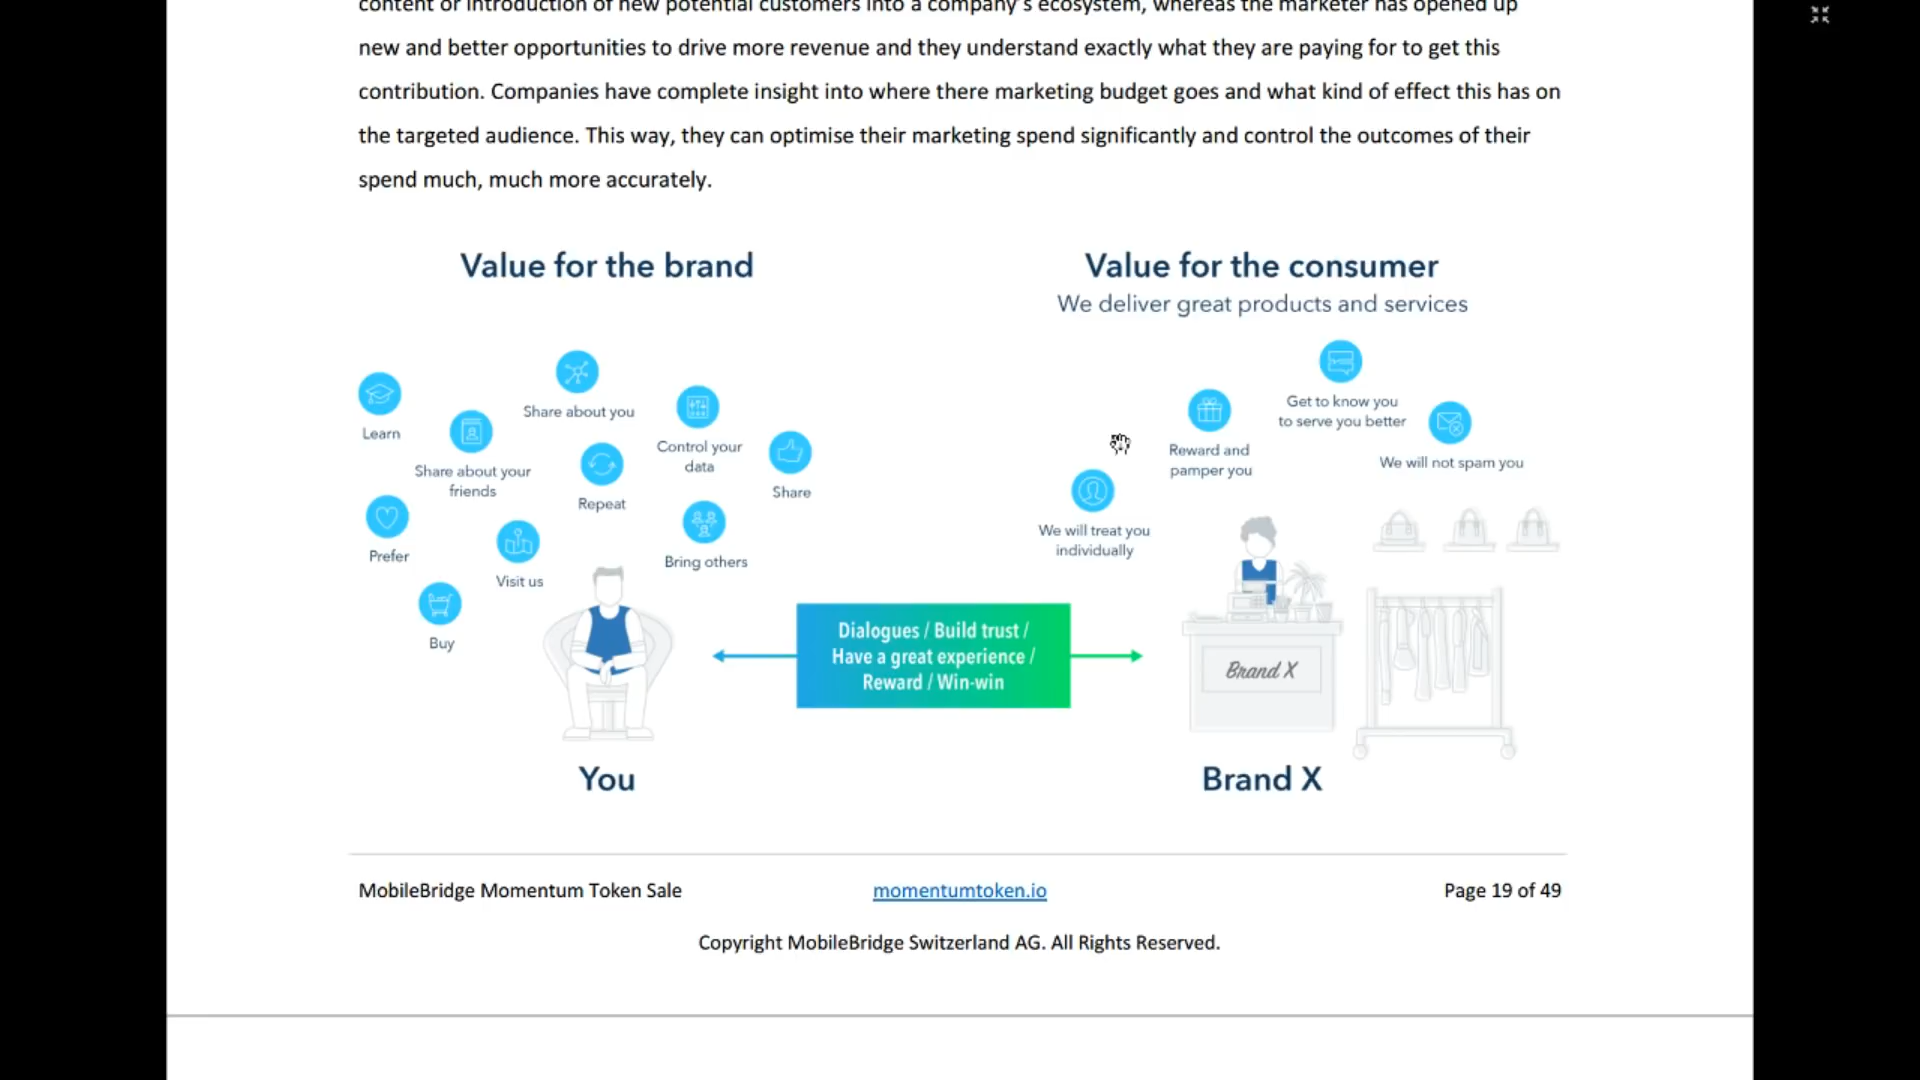 content or introduction of new potential customers into a company's ecosystem, whereas the marketer has opened up
new and better opportunities to drive more revenue and they understand exactly what they are paying for to get this
contribution. Companies have complete insight into where there marketing budget goes and what kind of effect this has on
the targeted audience. This way, they can optimise their marketing spend significantly and control the outcomes of their
spend much, much more accurately.
Value for the brand
Learn
Share about you
Share about your
friends
Control your
data
Repeat
Share
Prefer
Visit us
Bring others
Buy
You
Dialogues / Build trust /
Have a great experience /
Reward / Win-win
Value for the consumer
We deliver great products and services
Get to know you
to serve you better
Reward and
pamper you
We will not spam you
We will treat you
individually
Brand X
Brand X
MobileBridge Momentum Token Sale
momentumtoken.io
Page 19 of 49
Copyright MobileBridge Switzerland AG. All Rights Reserved.